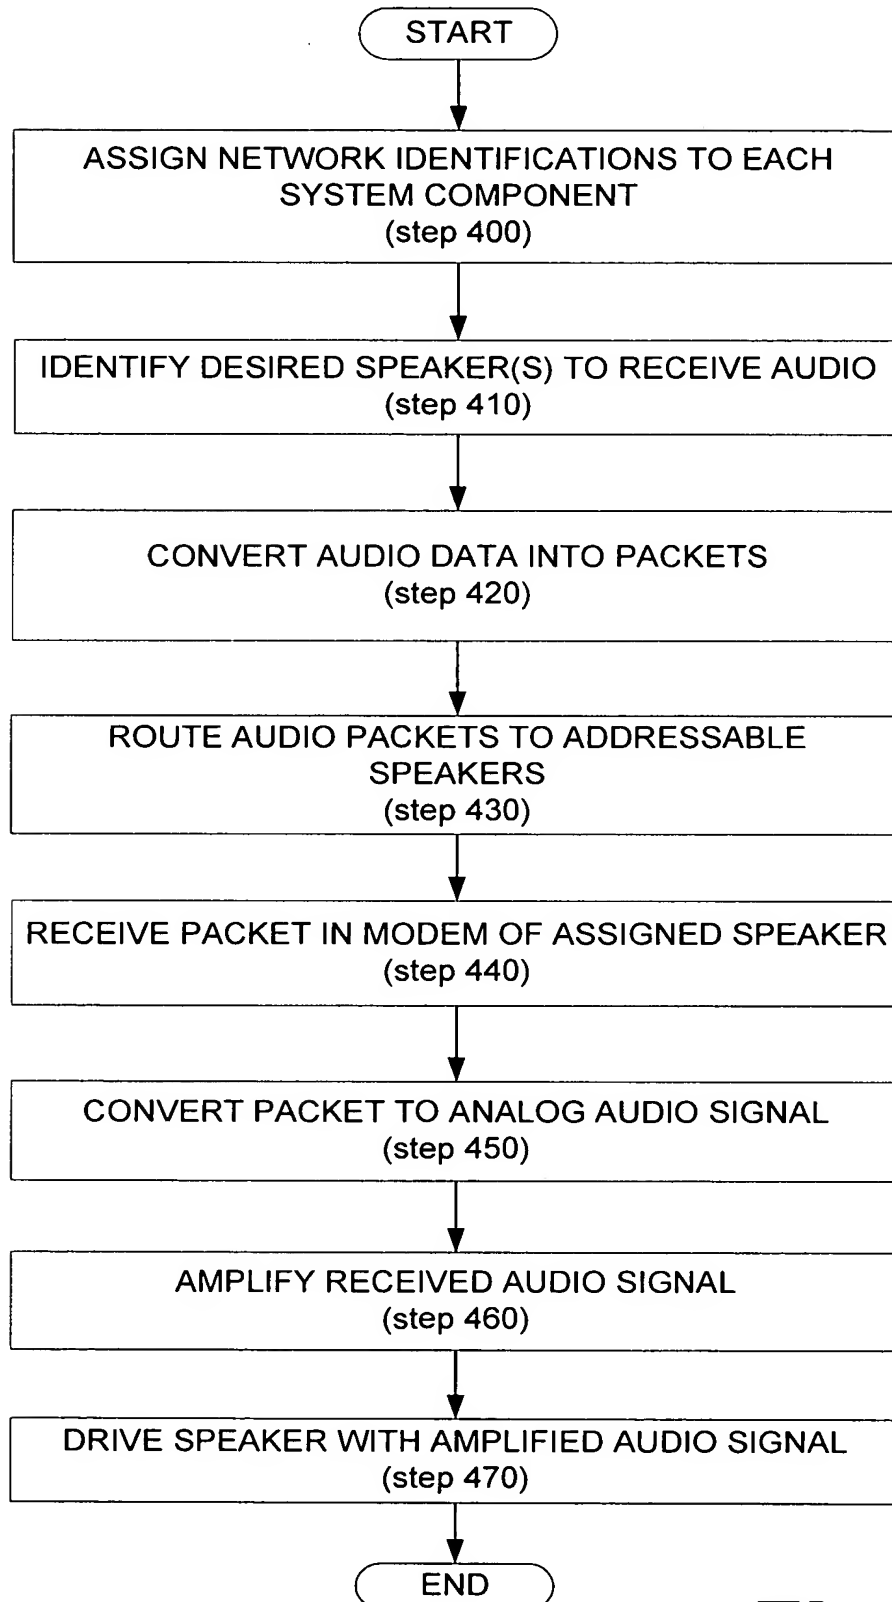 START
ASSIGN NETWORK IDENTIFICATIONS TO EACH
SYSTEM COMPONENT
(step 400)
IDENTIFY DESIRED SPEAKER(S) TO RECEIVE AUDIO
(step 410)
CONVERT AUDIO DATA INTO PACKETS
(step 420)
ROUTE AUDIO PACKETS TO ADDRESSABLE
SPEAKERS
(step 430)
RECEIVE PACKET IN MODEM OF ASSIGNED SPEAKER
(step 440)
CONVERT PACKET TO ANALOG AUDIO SIGNAL
(step 450)
AMPLIFY RECEIVED AUDIO SIGNAL
(step 460)
DRIVE SPEAKER WITH AMPLIFIED AUDIO SIGNAL
(step 470)
END